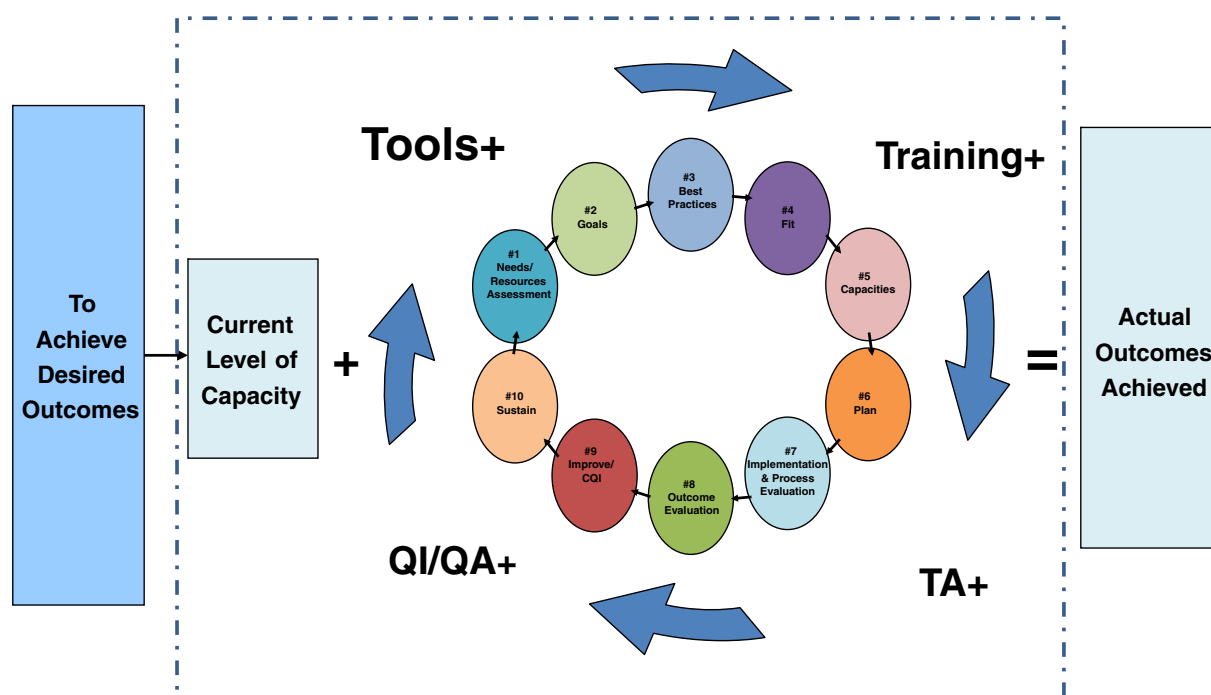 To
Achieve
Desired
Outcomes
Current
Level of
Capacity
+
Tools+
Training+
#1
Needs/
Resources
Assessment
#2
Goals
#3
Best
Practices
#4
Fit
#5
Capacities
#6
Plan
#7
Implementation
& Process
Evaluation
#8
Outcome
Evaluation
#9
Improve/
CQI
#10
Sustain
QI/QA+
TA+
=
Actual
Outcomes
Achieved